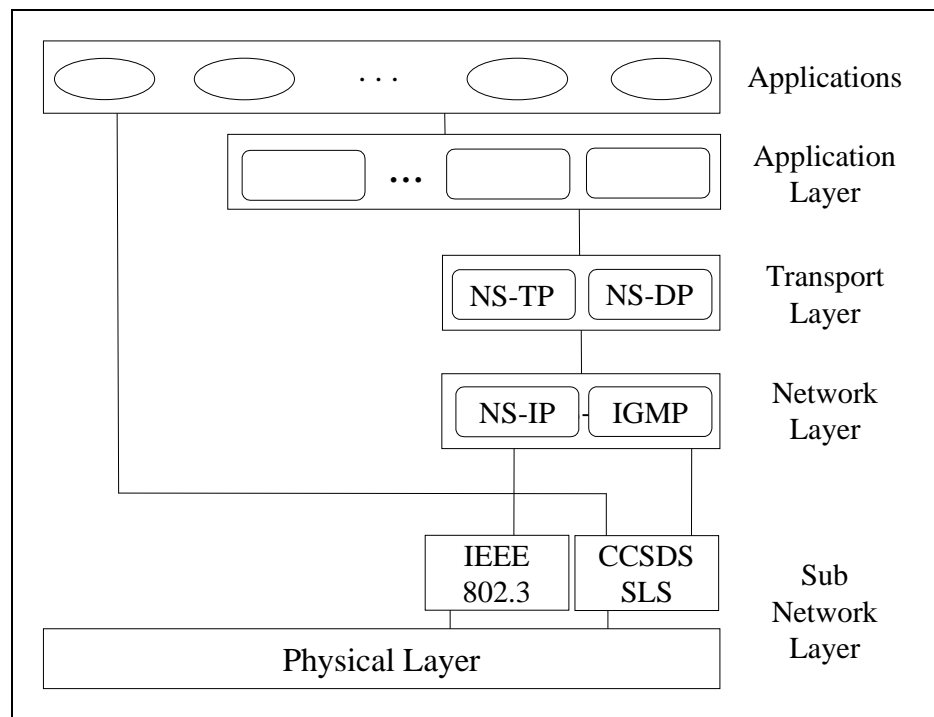 · · · Applications
... Application
Layer
NS-TP NS-DP Transport
Layer
NS-IP - IGMP Network
Layer
IEEE
802.3
CCSDS
SLS
Sub
Network
Layer
Physical Layer